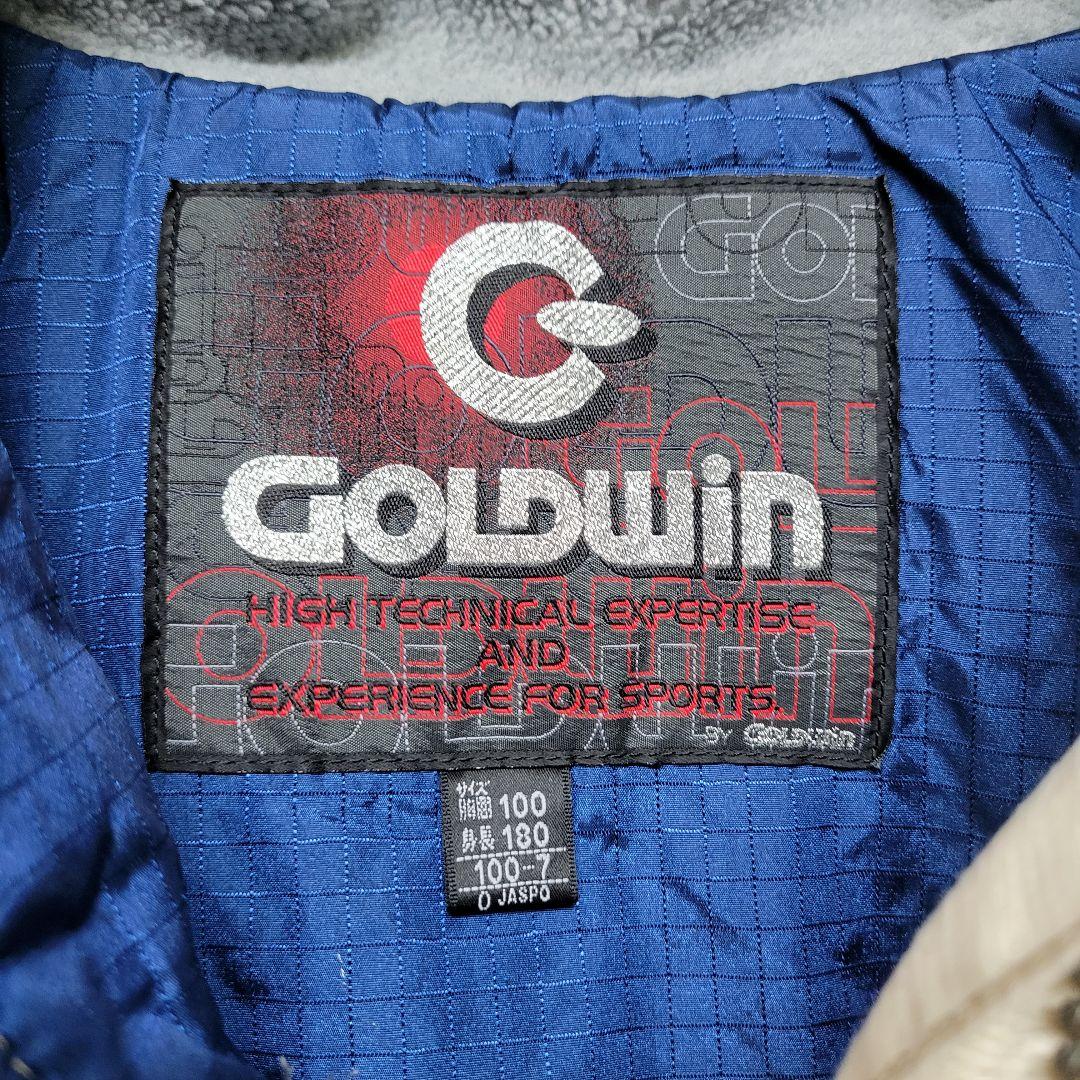 GOLDWiN
HIGH TECHNICAL EXPERTISE
AND
EXPERIENCE FOR SPORTS.
BY GOLDWiN
サイズ
胸囲 100
身長 180
100-7
O JASPO